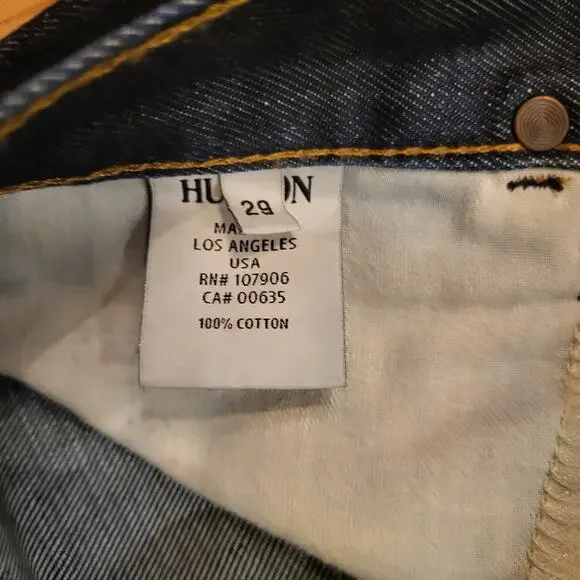 29
LOS ANGELES
USA
RN# 107906
CA# 00635
100% COTTON